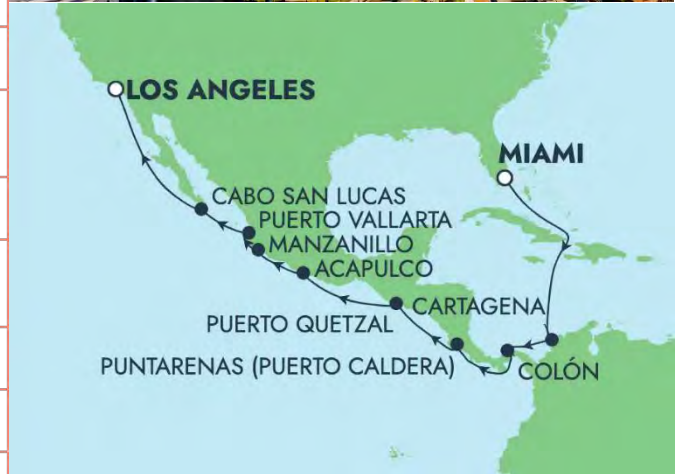 LOS ANGELES
MIAMI
CABO SAN LUCAS
PUERTO VALLARTA
MANZANILLO
ACAPULCO
CARTAGENA
PUERTO QUETZAL
PUNTARENAS (PUERTO CALDERA)
COLÓN